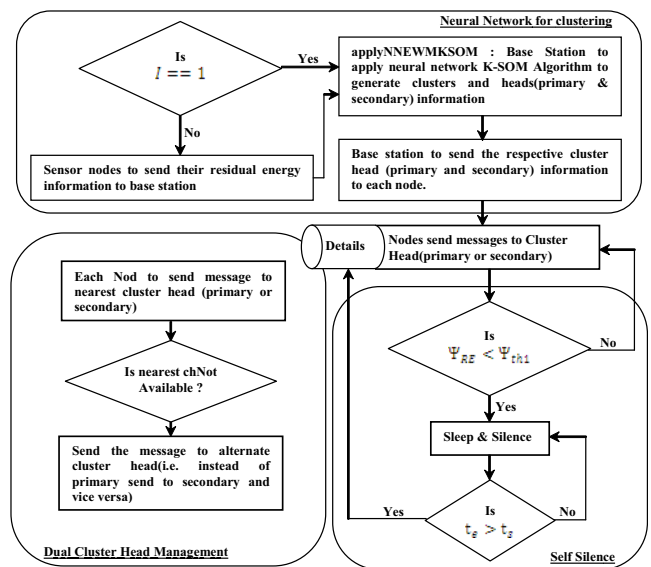 Neural Network for clustering
Is
l == 1
Yes
No
applyNNEWMKSOM : Base Station to
apply neural network K-SOM Algorithm to
generate clusters and heads(primary &
secondary) information
Sensor nodes to send their residual energy
information to base station
Base station to send the respective cluster
head (primary and secondary) information
to each node.
Details
Nodes send messages to Cluster
Head(primary or secondary)
Each Nod to send message to
nearest cluster head (primary or
secondary)
Is nearest chNot
Available ?
Send the message to alternate
cluster head(i.e. instead of
primary send to secondary and
vice versa)
Dual Cluster Head Management
Is
Ψ_RE < Ψ_th1
No
Yes
Sleep & Silence
Is
t_e > t_s
Yes
No
Self Silence